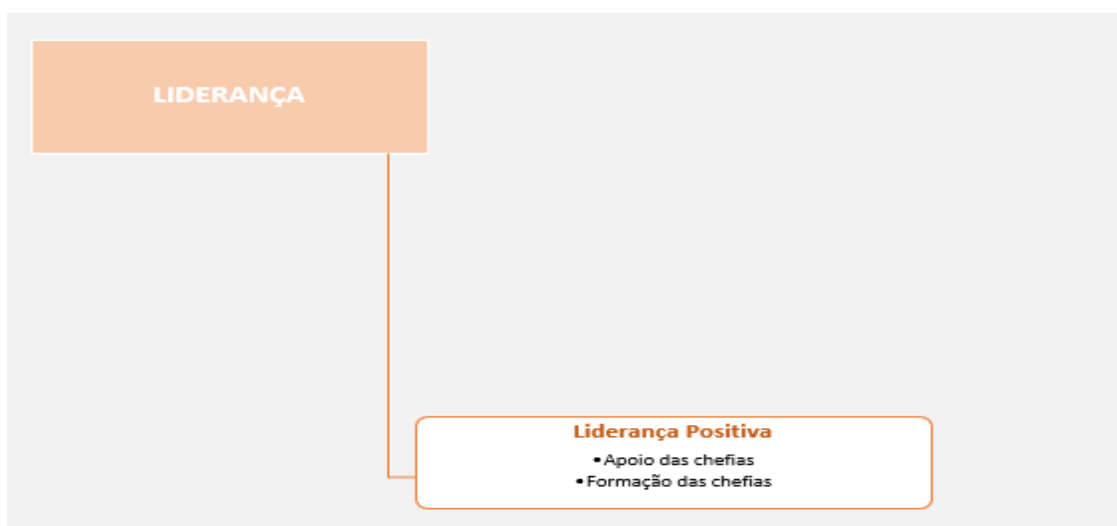 LIDERANÇA
Liderança Positiva
•Apoio das chefias
•Formação das chefias